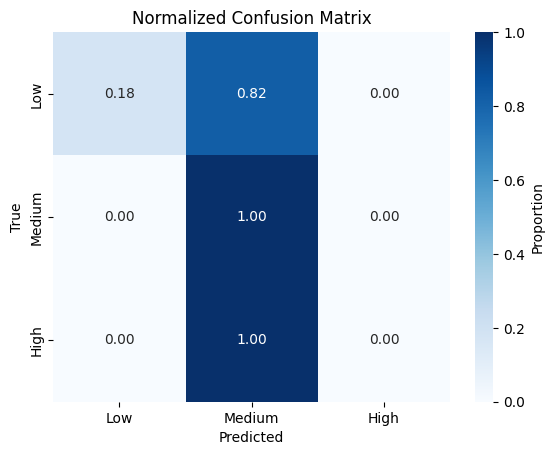 Normalized Confusion Matrix
True
Low 0.18 0.82 0.00
Medium 0.00 1.00 0.00
High 0.00 1.00 0.00
Low Medium High
Predicted
1.0
0.8
0.6
0.4
0.2
0.0
Proportion